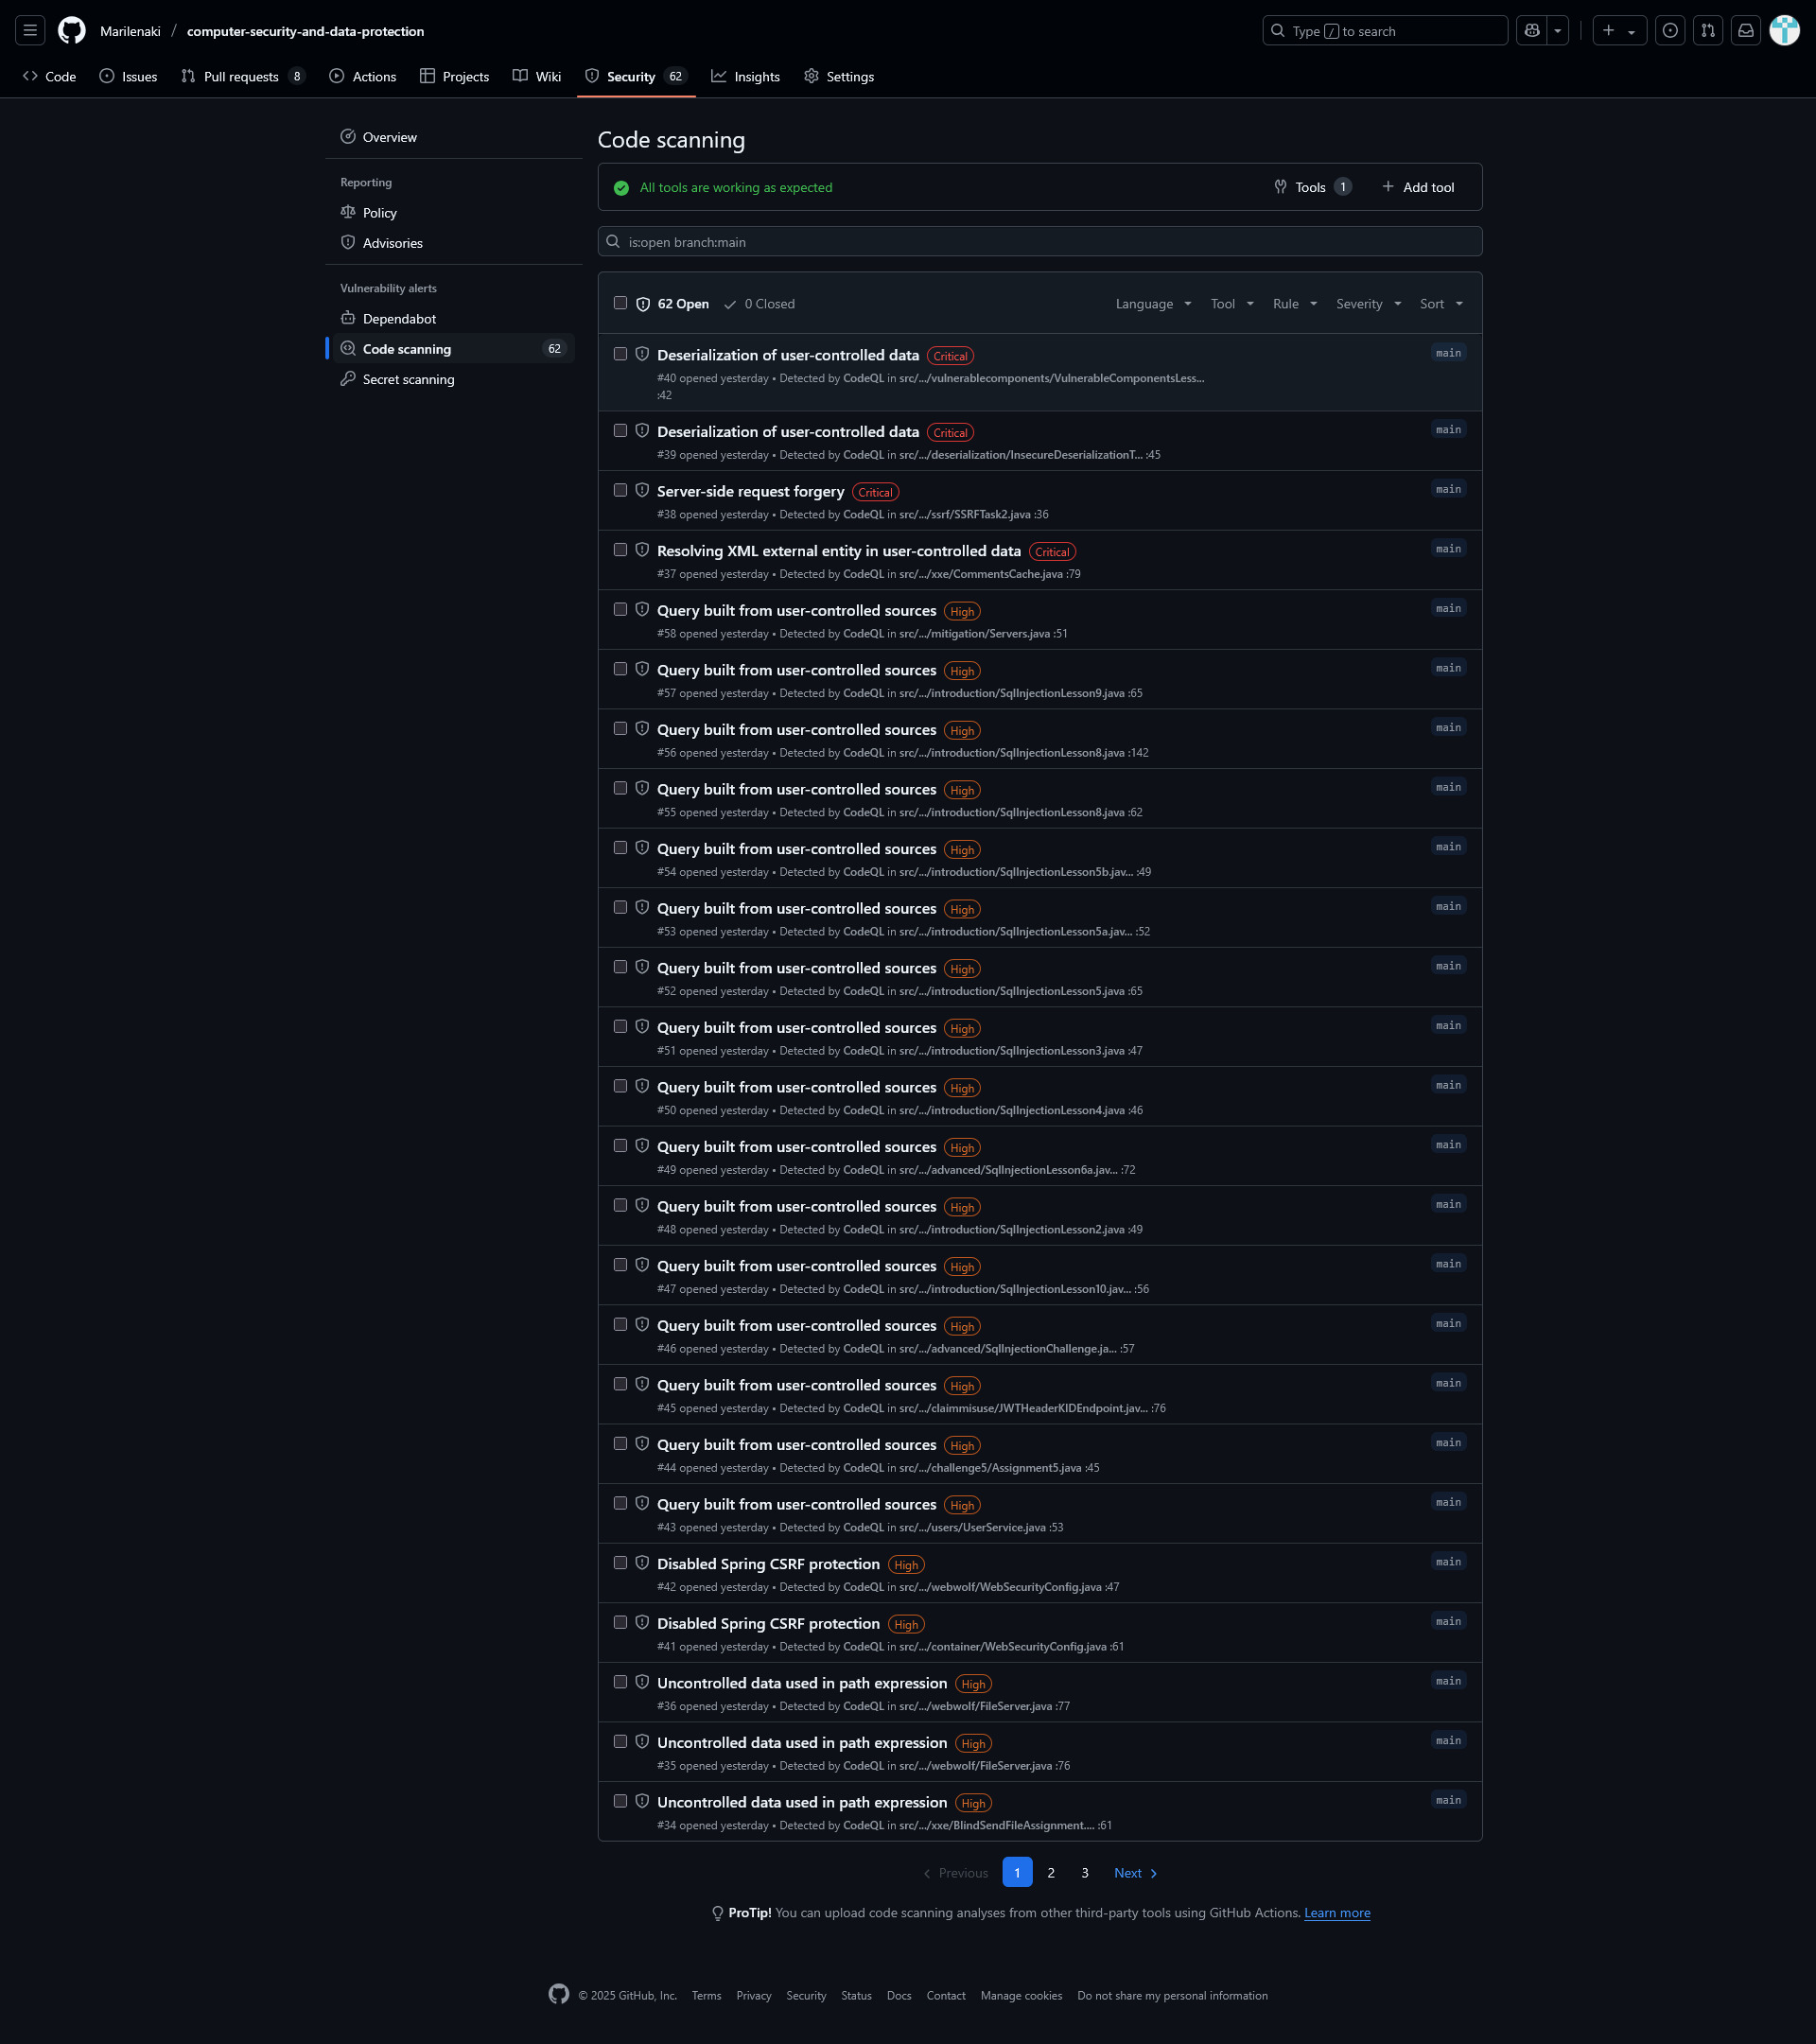 Marilenaki / computer-security-and-data-protection
Type / to search
Code Issues Pull requests 8 Actions Projects Wiki Security 62 Insights Settings
Overview
Reporting
Policy
Advisories
Vulnerability alerts
Dependabot
Code scanning 62
Secret scanning
Code scanning
All tools are working as expected Tools 1 Add tool
is:open branch:main
62 Open 0 Closed Language Tool Rule Severity Sort
Deserialization of user-controlled data Critical main
#40 opened yesterday • Detected by CodeQL in src/.../vulnerablecomponents/VulnerableComponentsLess...
:42
Deserialization of user-controlled data Critical main
#39 opened yesterday • Detected by CodeQL in src/.../deserialization/InsecureDeserializationT... :45
Server-side request forgery Critical main
#38 opened yesterday • Detected by CodeQL in src/.../ssrf/SSRFTask2.java :36
Resolving XML external entity in user-controlled data Critical main
#37 opened yesterday • Detected by CodeQL in src/.../xxe/CommentsCache.java :79
Query built from user-controlled sources High main
#58 opened yesterday • Detected by CodeQL in src/.../mitigation/Servers.java :51
Query built from user-controlled sources High main
#57 opened yesterday • Detected by CodeQL in src/.../introduction/SqlInjectionLesson9.java :65
Query built from user-controlled sources High main
#56 opened yesterday • Detected by CodeQL in src/.../introduction/SqlInjectionLesson8.java :142
Query built from user-controlled sources High main
#55 opened yesterday • Detected by CodeQL in src/.../introduction/SqlInjectionLesson8.java :62
Query built from user-controlled sources High main
#54 opened yesterday • Detected by CodeQL in src/.../introduction/SqlInjectionLesson5b.jav... :49
Query built from user-controlled sources High main
#53 opened yesterday • Detected by CodeQL in src/.../introduction/SqlInjectionLesson5a.jav... :52
Query built from user-controlled sources High main
#52 opened yesterday • Detected by CodeQL in src/.../introduction/SqlInjectionLesson5.java :65
Query built from user-controlled sources High main
#51 opened yesterday • Detected by CodeQL in src/.../introduction/SqlInjectionLesson3.java :47
Query built from user-controlled sources High main
#50 opened yesterday • Detected by CodeQL in src/.../introduction/SqlInjectionLesson4.java :46
Query built from user-controlled sources High main
#49 opened yesterday • Detected by CodeQL in src/.../advanced/SqlInjectionLesson6a.jav... :72
Query built from user-controlled sources High main
#48 opened yesterday • Detected by CodeQL in src/.../introduction/SqlInjectionLesson2.java :49
Query built from user-controlled sources High main
#47 opened yesterday • Detected by CodeQL in src/.../introduction/SqlInjectionLesson10.jav... :56
Query built from user-controlled sources High main
#46 opened yesterday • Detected by CodeQL in src/.../advanced/SqlInjectionChallenge.ja... :57
Query built from user-controlled sources High main
#45 opened yesterday • Detected by CodeQL in src/.../claimmisuse/JWTHeaderKIDEndpoint.jav... :76
Query built from user-controlled sources High main
#44 opened yesterday • Detected by CodeQL in src/.../challenge5/Assignment5.java :45
Query built from user-controlled sources High main
#43 opened yesterday • Detected by CodeQL in src/.../users/UserService.java :53
Disabled Spring CSRF protection High main
#42 opened yesterday • Detected by CodeQL in src/.../webwolf/WebSecurityConfig.java :47
Disabled Spring CSRF protection High main
#41 opened yesterday • Detected by CodeQL in src/.../container/WebSecurityConfig.java :61
Uncontrolled data used in path expression High main
#36 opened yesterday • Detected by CodeQL in src/.../webwolf/FileServer.java :77
Uncontrolled data used in path expression High main
#35 opened yesterday • Detected by CodeQL in src/.../webwolf/FileServer.java :76
Uncontrolled data used in path expression High main
#34 opened yesterday • Detected by CodeQL in src/.../xxe/BlindSendFileAssignment.... :61
Previous 1 2 3 Next
ProTip! You can upload code scanning analyses from other third-party tools using GitHub Actions. Learn more
© 2025 GitHub, Inc. Terms Privacy Security Status Docs Contact Manage cookies Do not share my personal information